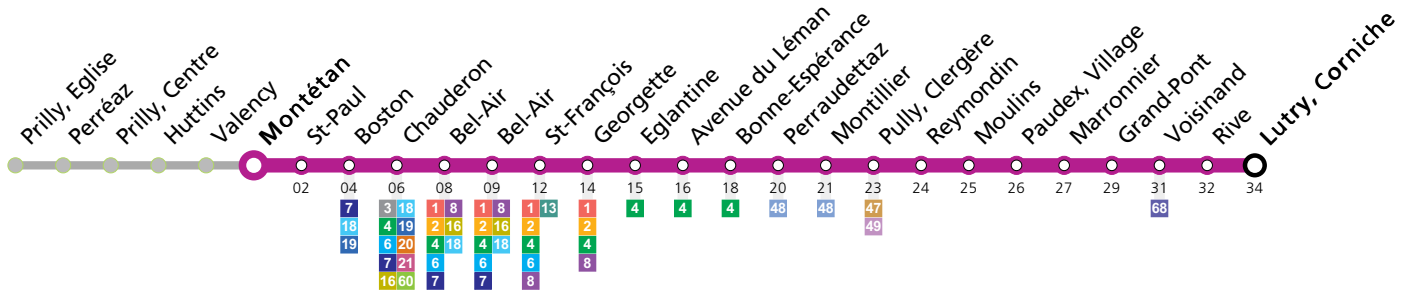 Prilly, Eglise
Perréaz
Prilly, Centre
Huttins
Valency
Montétan
St-Paul
Boston
Chauderon
Bel-Air
Bel-Air
St-François
Georgette
Eglantine
Avenue du Léman
Bonne-Espérance
Perraudettaz
Montillier
Pully, Clergère
Reymondin
Moulins
Paudex, Village
Marronnier
Grand-Pont
Voisinand
Rive
Lutry, Corniche
02 04 06 08 09 12 14 15 16 18 20 21 23 24 25 26 27 29 31 32 34
7 3 18 1 8 1 8 1 13 1 4 4 4 48 48 47 68
18 4 19 2 16 2 16 2 2 49
19 6 20 4 18 4 18 4 4
7 21 6 6 6 8
16 60 7 7 8